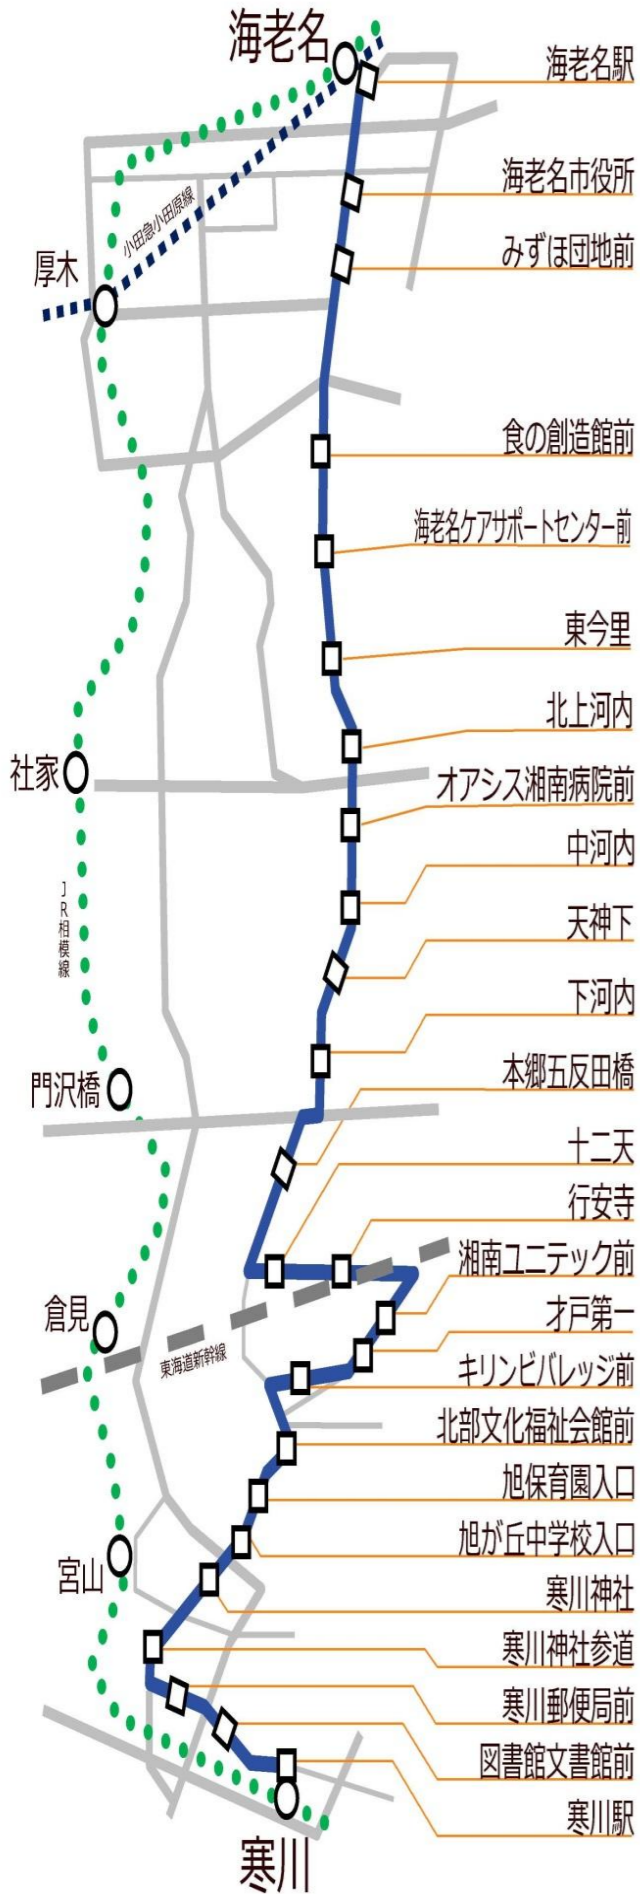 海老名
海老名駅
海老名市役所
小田急小田原線
みずほ団地前
厚木
食の創造館前
海老名ケアサポートセンター前
東今里
北上河内
社家
オアシス湘南病院前
中河内
JR相模線
天神下
下河内
本郷五反田橋
門沢橋
十二天
行安寺
湘南ユニテック前
倉見
才戸第一
東海道新幹線
キリンビバレッジ前
北部文化福祉会館前
旭保育園入口
旭が丘中学校入口
宮山
寒川神社
寒川神社参道
寒川郵便局前
図書館文書館前
寒川駅
寒川